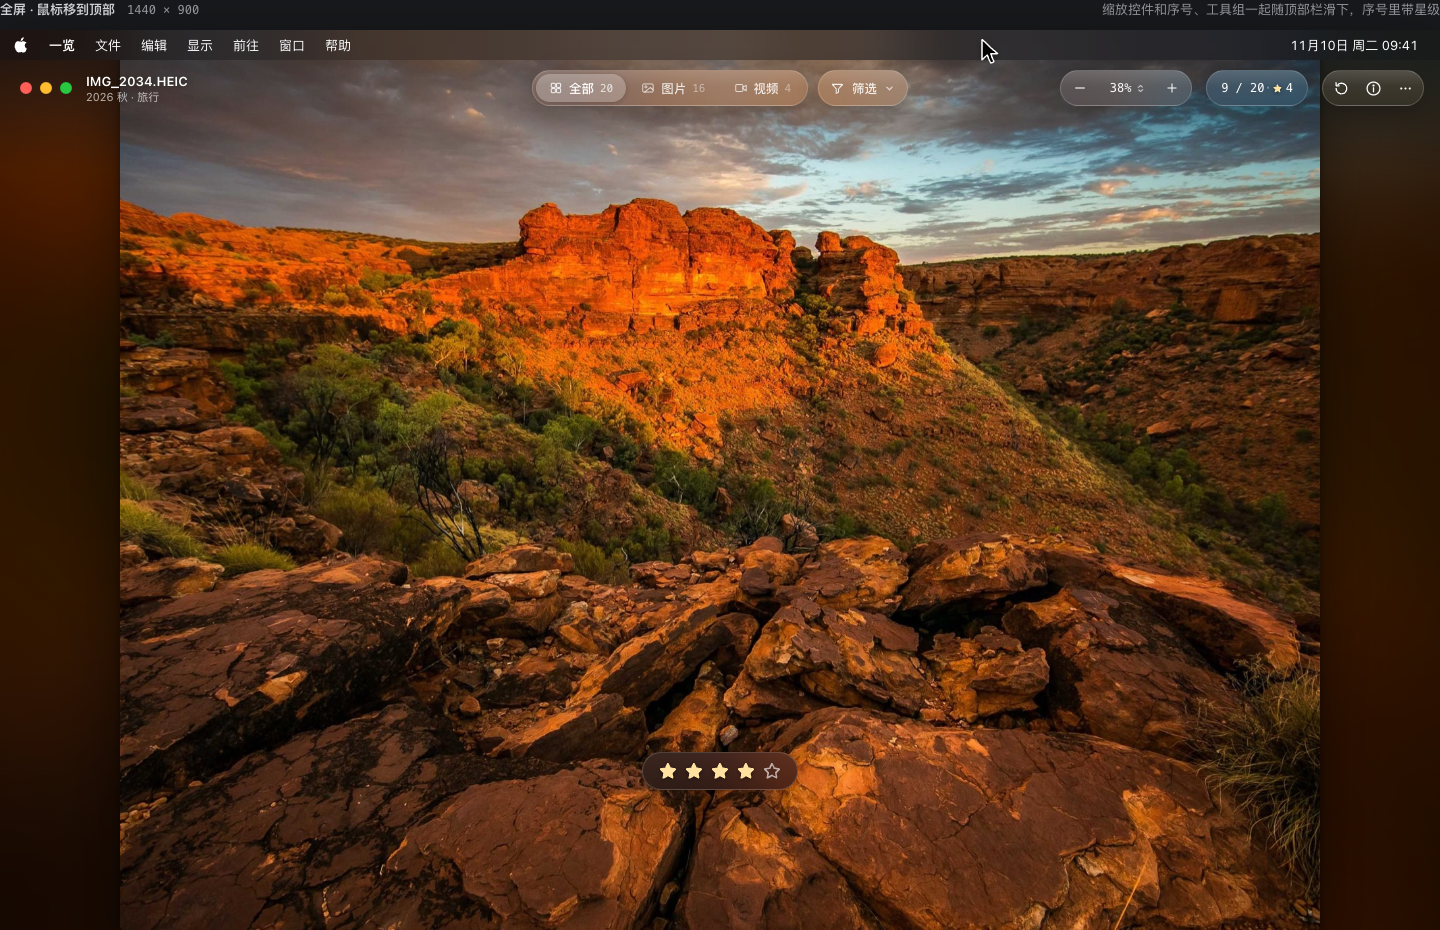 全屏 · 鼠标移到顶部 1440 × 900
缩放控件和序号、工具组一起随顶部栏滑下，序号里带星级
一览 文件 编辑 显示 前往 窗口 帮助 11月10日 周二 09:41
IMG_2034.HEIC
2026 秋 · 旅行
全部 20 图片 16 视频 4 筛选 38% 9 / 20 · ★ 4